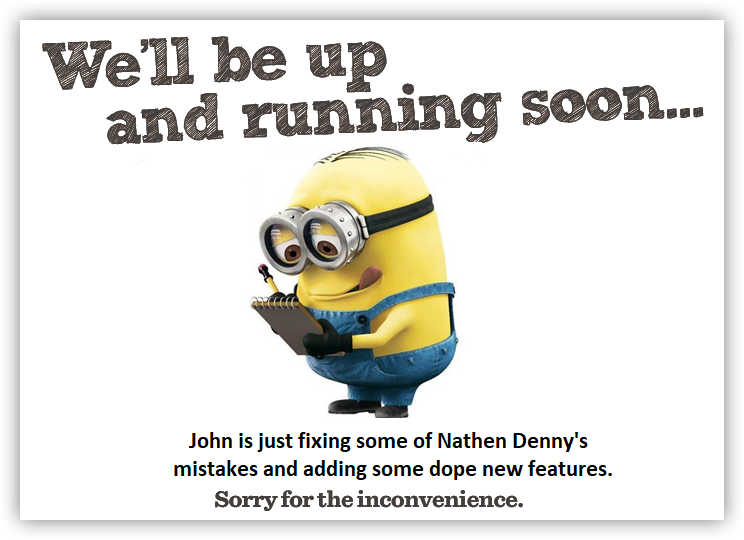 We'll be up
and running soon...
John is just fixing some of Nathen Denny's
mistakes and adding some dope new features.
Sorry for the inconvenience.